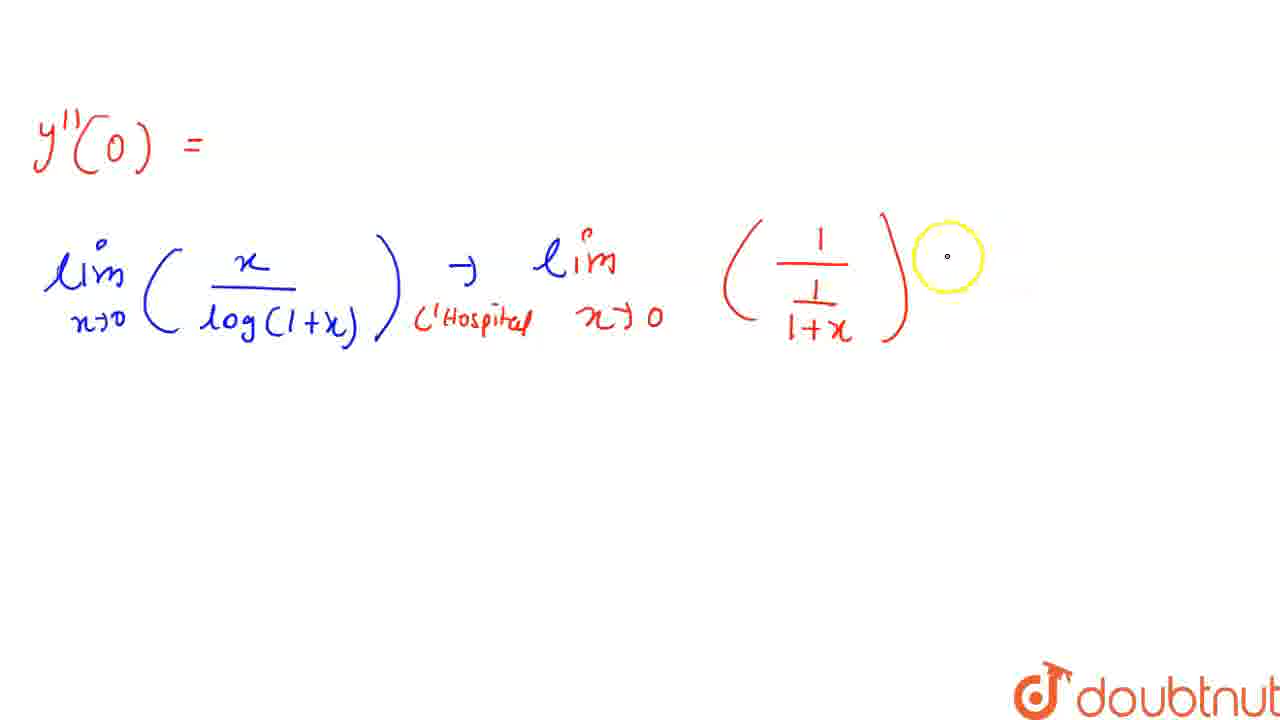 y''(0) =
lim x→0 ( x / log(1+x) ) → L'Hospital lim x→0 ( 1 / 1 / 1+x )
doubtnut